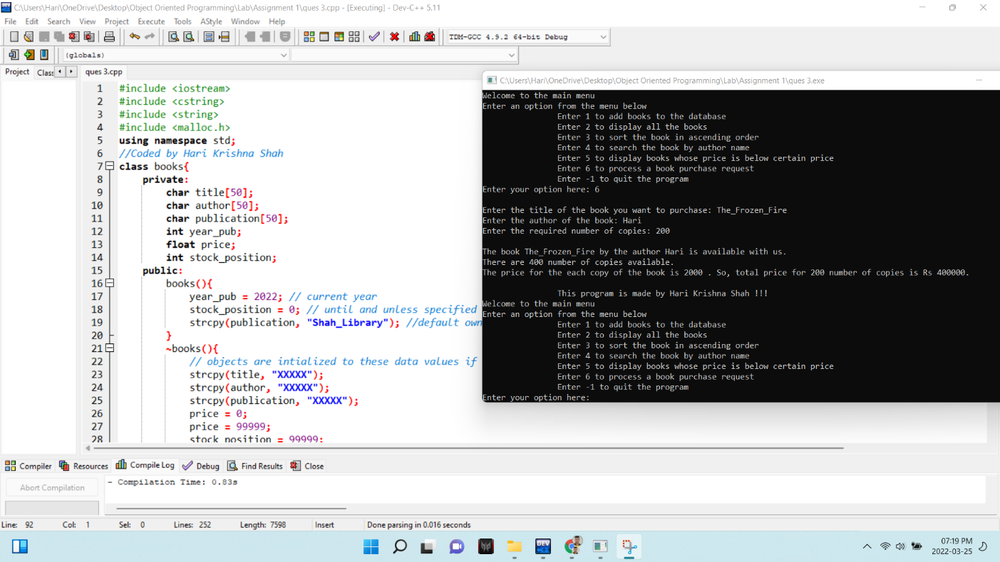 C:\Users\Hari\OneDrive\Desktop\Object Oriented Programming\Lab\Assignment 1\ques 3.cpp - [Executing] - Dev-C++ 5.11
File Edit Search View Project Execute Tools AStyle Window Help
TDM-GCC 4.9.2 64-bit Debug
(globals)
Project Clas ques 3.cpp
1 #include <iostream>
2 #include <cstring>
3 #include <string>
4 #include <malloc.h>
5 using namespace std;
6 //Coded by Hari Krishna Shah
7 class books{
8 private:
9 char title[50];
10 char author[50];
11 char publication[50];
12 int year_pub;
13 float price;
14 int stock_position;
15 public:
16 books(){
17 year_pub = 2022; // current year
18 stock_position = 0; // until and unless specified
19 strcpy(publication, "Shah_Library"); //default own
20 }
21 ~books(){
22 // objects are intialized to these data values if
23 strcpy(title, "XXXXX");
24 strcpy(author, "XXXXX");
25 strcpy(publication, "XXXXX");
26 price = 0;
27 price = 99999;
28 stock_position = 99999;
C:\Users\Hari\OneDrive\Desktop\Object Oriented Programming\Lab\Assignment 1\ques 3.exe
Welcome to the main menu
Enter an option from the menu below
Enter 1 to add books to the database
Enter 2 to display all the books
Enter 3 to sort the book in ascending order
Enter 4 to search the book by author name
Enter 5 to display books whose price is below certain price
Enter 6 to process a book purchase request
Enter -1 to quit the program
Enter your option here: 6
Enter the title of the book you want to purchase: The_Frozen_Fire
Enter the author of the book: Hari
Enter the required number of copies: 200
The book The_Frozen_Fire by the author Hari is available with us.
There are 400 number of copies available.
The price for the each copy of the book is 2000 . So, total price for 200 number of copies is Rs 400000.
This program is made by Hari Krishna Shah !!!
Welcome to the main menu
Enter an option from the menu below
Enter 1 to add books to the database
Enter 2 to display all the books
Enter 3 to sort the book in ascending order
Enter 4 to search the book by author name
Enter 5 to display books whose price is below certain price
Enter 6 to process a book purchase request
Enter -1 to quit the program
Enter your option here:
Compiler Resources Compile Log Debug Find Results Close
Abort Compilation
- Compilation Time: 0.83s
Line: 92 Col: 1 Sel: 0 Lines: 252 Length: 7598 Insert Done parsing in 0.016 seconds
DEV
07:19 PM
2022-03-25